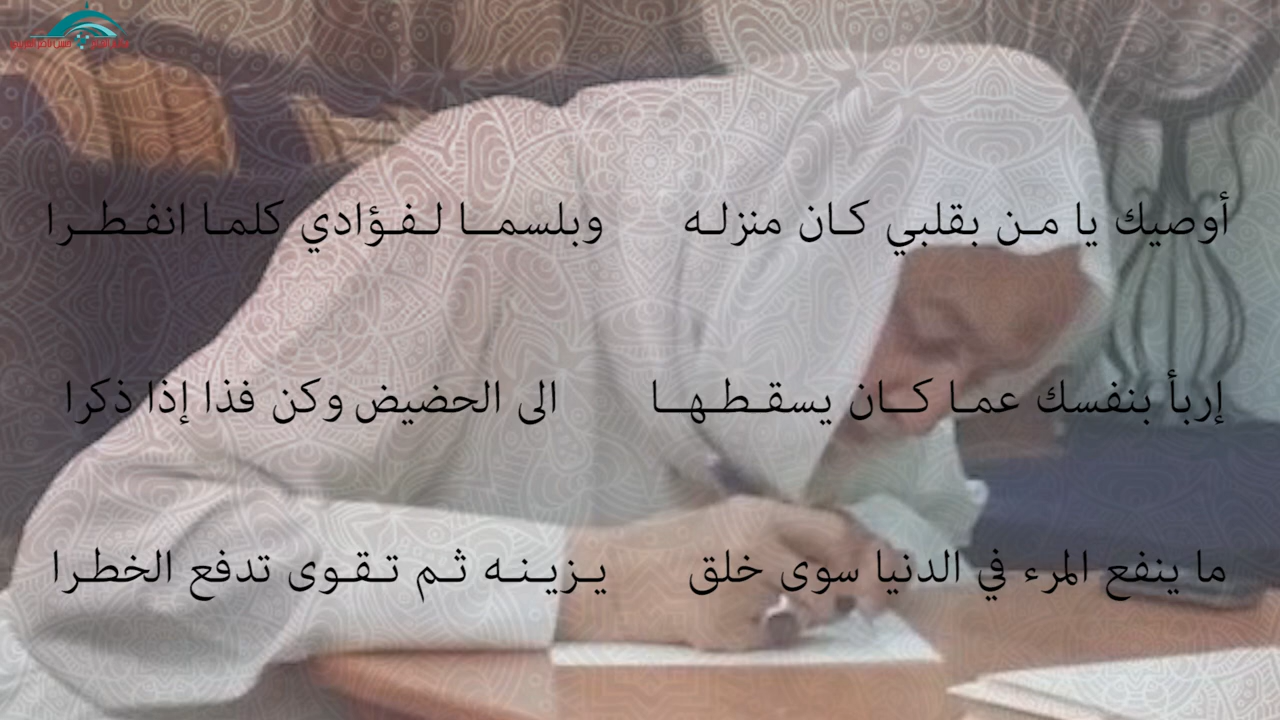 أوصيك يا من بقلبي كان منزله وبلسما لفؤادي كلما انفطرا
إربأ بنفسك عما كان يسقطها الى الحضيض وكن فذا إذا ذكرا
ما ينفع المرء في الدنيا سوى خلق يزينه ثم تقوى تدفع الخطرا